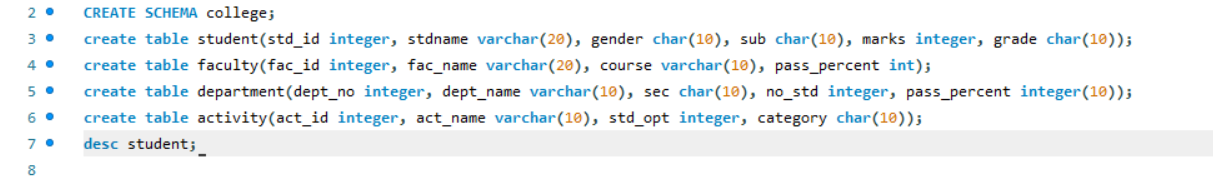 2 CREATE SCHEMA college;
3 create table student(std_id integer, stdname varchar(20), gender char(10), sub char(10), marks integer, grade char(10));
4 create table faculty(fac_id integer, fac_name varchar(20), course varchar(10), pass_percent int);
5 create table department(dept_no integer, dept_name varchar(10), sec char(10), no_std integer, pass_percent integer(10));
6 create table activity(act_id integer, act_name varchar(10), std_opt integer, category char(10));
7 desc student;
8